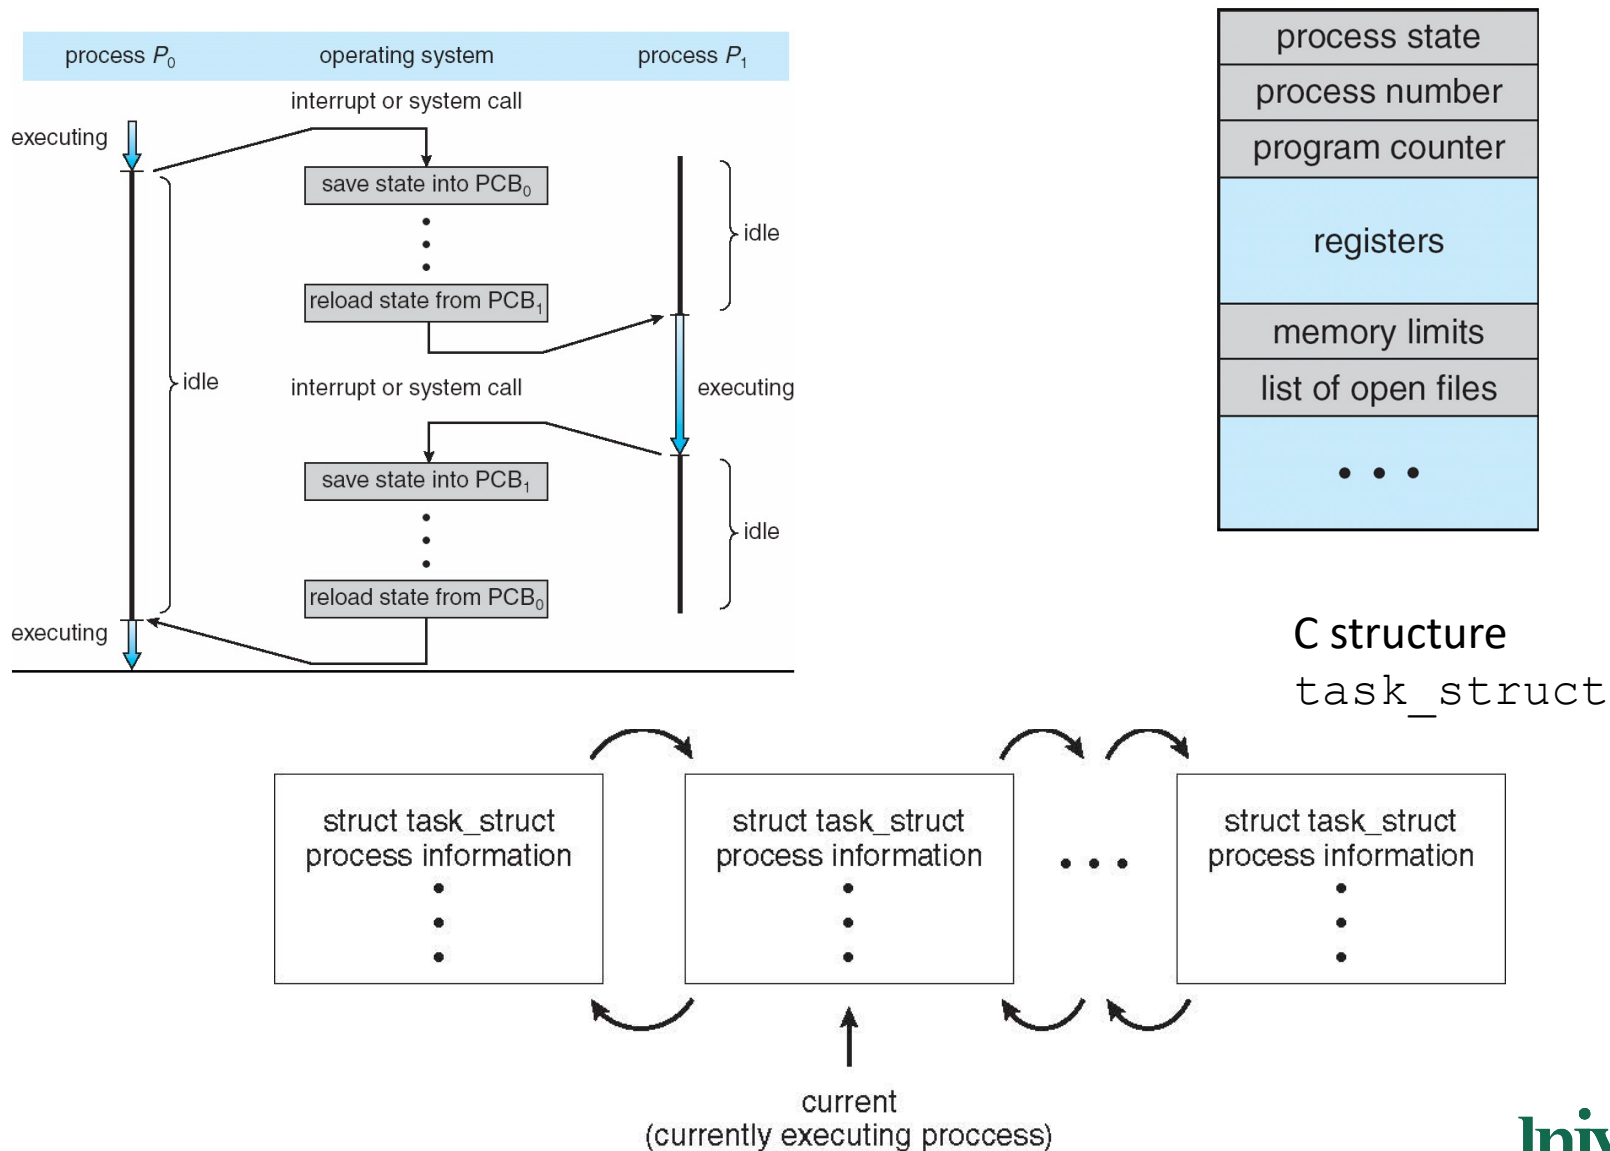 process P0 operating system process P1
interrupt or system call
executing
save state into PCB0
idle
reload state from PCB1
idle
interrupt or system call
executing
save state into PCB1
idle
reload state from PCB0
executing
process state
process number
program counter
registers
memory limits
list of open files
• • •
C structure
task_struct
struct task_struct
process information
struct task_struct
process information
• • •
struct task_struct
process information
current
(currently executing proccess)